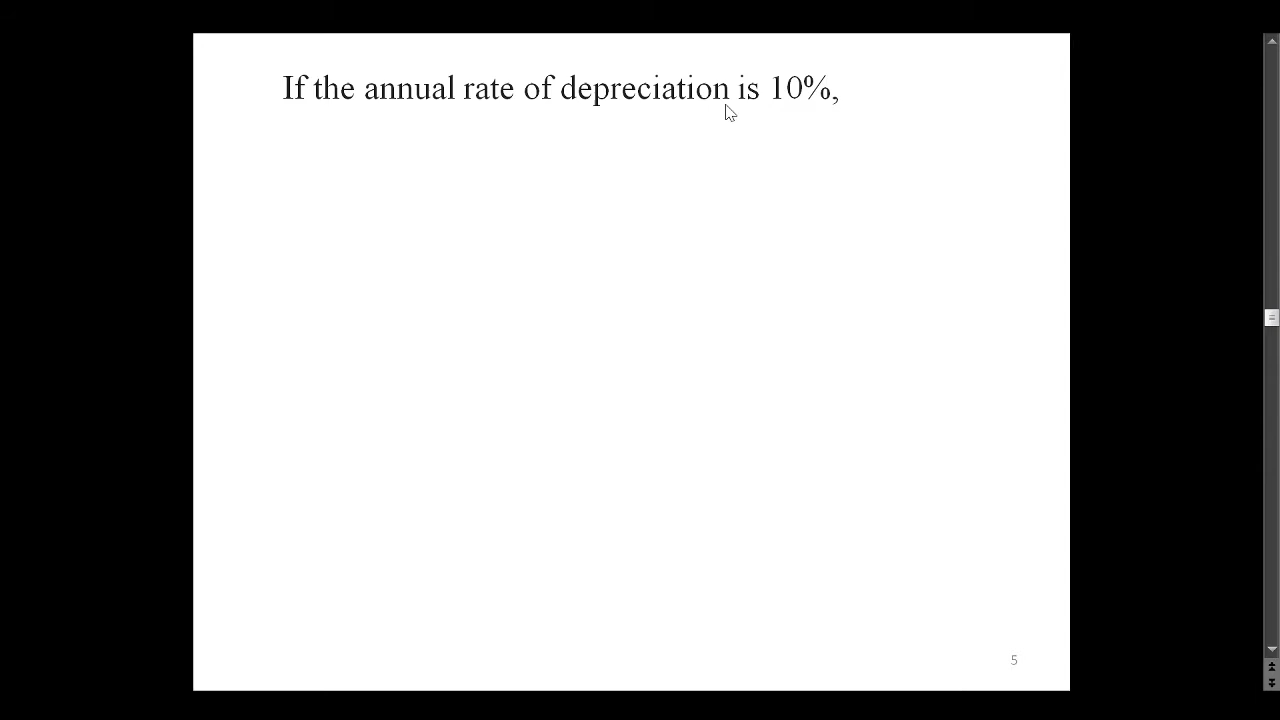 If the annual rate of depreciation is 10%,
5